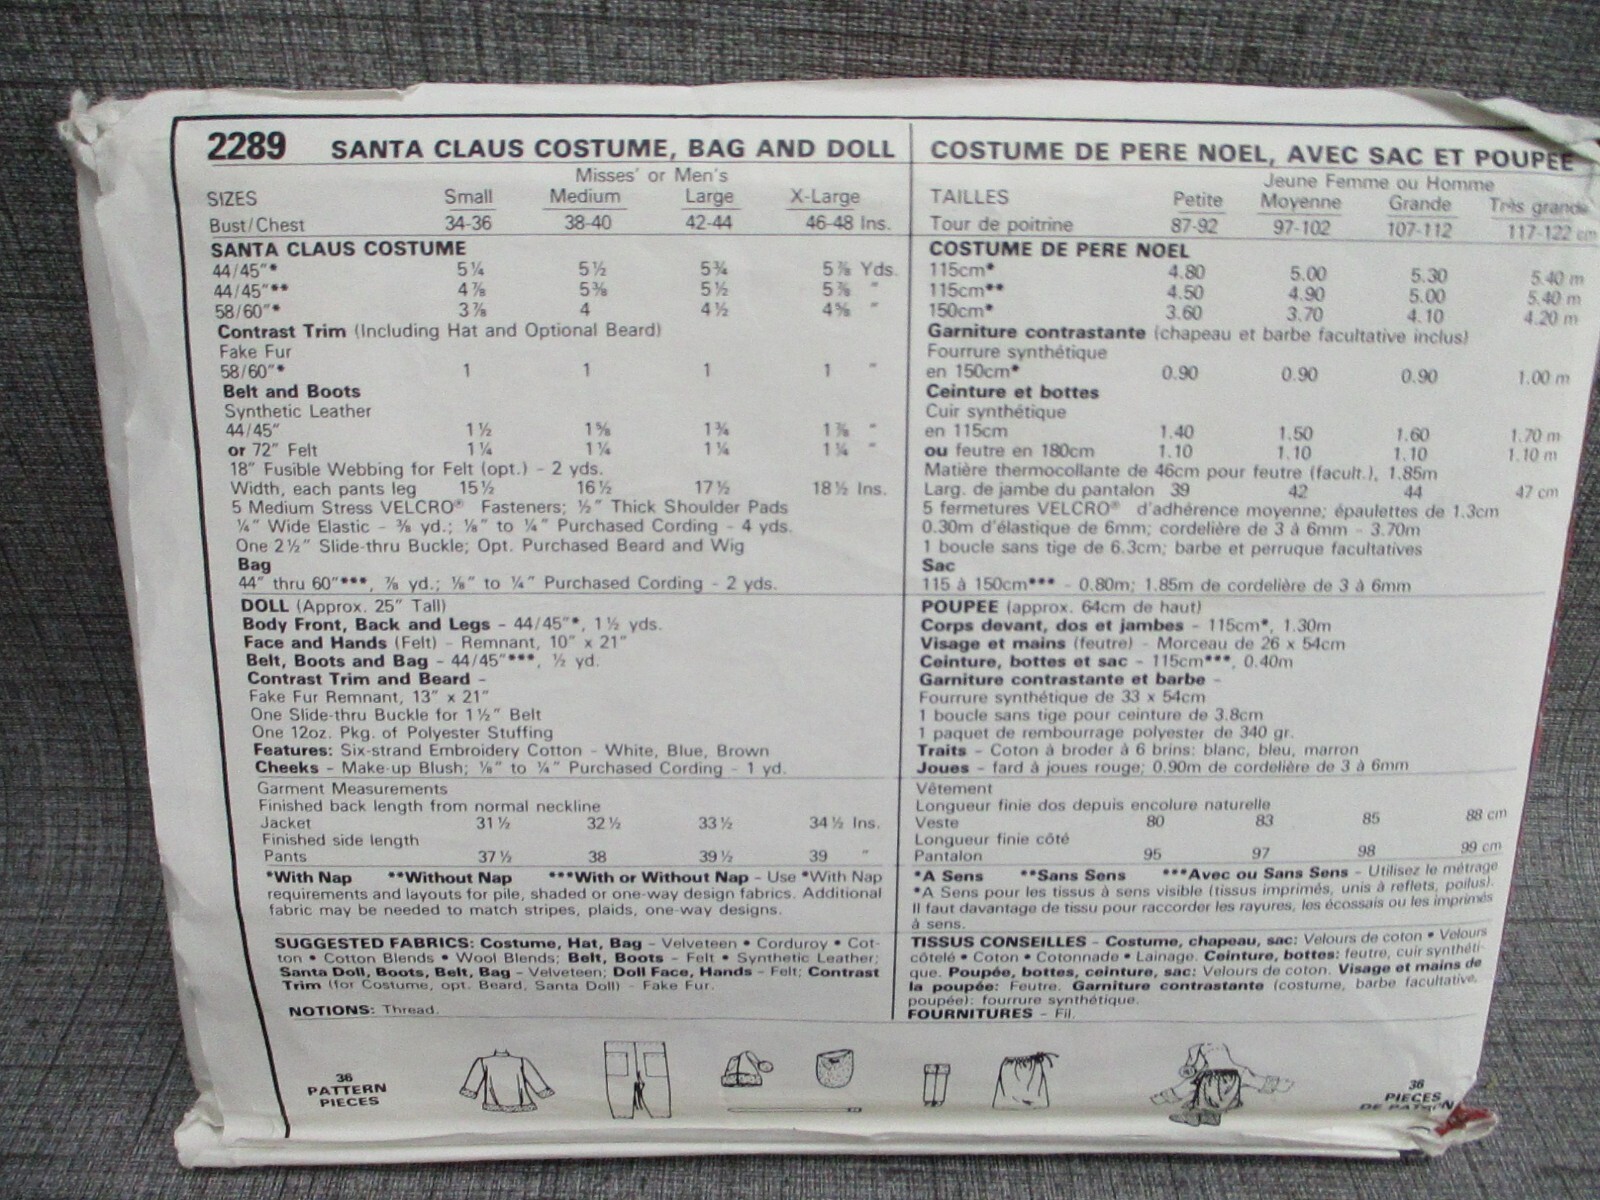 2289 SANTA CLAUS COSTUME, BAG AND DOLL
Misses' or Men's
SIZES Small Medium Large X-Large
Bust/Chest 34-36 38-40 42-44 46-48 Ins.
SANTA CLAUS COSTUME
44/45"* 5¼ 5½ 5¾ 5⅞ Yds.
44/45"** 4⅞ 5⅜ 5½ 5⅞ "
58/60"* 3⅞ 4 4½ 4⅝ "
Contrast Trim (Including Hat and Optional Beard)
Fake Fur
58/60"* 1 1 1 1 "
Belt and Boots
Synthetic Leather
44/45" 1½ 1⅝ 1¾ 1⅞ "
or 72" Felt 1¼ 1¼ 1¼ 1¼ "
18" Fusible Webbing for Felt (opt.) - 2 yds.
Width, each pants leg 15½ 16½ 17½ 18½ Ins.
5 Medium Stress VELCRO® Fasteners; ½" Thick Shoulder Pads
¼" Wide Elastic - ⅜ yd.; ⅛" to ¼" Purchased Cording - 4 yds.
One 2½" Slide-thru Buckle; Opt. Purchased Beard and Wig
Bag
44" thru 60"***, ⅞ yd.; ⅛" to ¼" Purchased Cording - 2 yds.
DOLL (Approx. 25" Tall)
Body Front, Back and Legs - 44/45"*, 1½ yds.
Face and Hands (Felt) - Remnant, 10" x 21"
Belt, Boots and Bag - 44/45"***, ½ yd.
Contrast Trim and Beard -
Fake Fur Remnant, 13" x 21"
One Slide-thru Buckle for 1½" Belt
One 12oz. Pkg. of Polyester Stuffing
Features: Six-strand Embroidery Cotton - White, Blue, Brown
Cheeks - Make-up Blush; ⅛" to ¼" Purchased Cording - 1 yd.
Garment Measurements
Finished back length from normal neckline
Jacket 31½ 32½ 33½ 34½ Ins.
Finished side length
Pants 37½ 38 39½ 39 "
*With Nap **Without Nap ***With or Without Nap - Use *With Nap
requirements and layouts for pile, shaded or one-way design fabrics. Additional
fabric may be needed to match stripes, plaids, one-way designs.
SUGGESTED FABRICS: Costume, Hat, Bag - Velveteen • Corduroy • Cot-
ton • Cotton Blends • Wool Blends; Belt, Boots - Felt • Synthetic Leather;
Santa Doll, Boots, Belt, Bag - Velveteen; Doll Face, Hands - Felt; Contrast
Trim (for Costume, opt. Beard, Santa Doll) - Fake Fur.
NOTIONS: Thread.
36
PATTERN
PIECES
COSTUME DE PERE NOEL, AVEC SAC ET POUPEE
Jeune Femme ou Homme
TAILLES Petite Moyenne Grande Très grande
Tour de poitrine 87-92 97-102 107-112 117-122 cm
COSTUME DE PERE NOEL
115cm* 4.80 5.00 5.30 5.40 m
115cm** 4.50 4.90 5.00 5.40 m
150cm* 3.60 3.70 4.10 4.20 m
Garniture contrastante (chapeau et barbe facultative inclus)
Fourrure synthétique
en 150cm* 0.90 0.90 0.90 1.00 m
Ceinture et bottes
Cuir synthétique
en 115cm 1.40 1.50 1.60 1.70 m
ou feutre en 180cm 1.10 1.10 1.10 1.10 m
Matière thermocollante de 46cm pour feutre (facult.), 1.85m
Larg. de jambe du pantalon 39 42 44 47 cm
5 fermetures VELCRO® d'adhérence moyenne; épaulettes de 1.3cm
0.30m d'élastique de 6mm; cordelière de 3 à 6mm - 3.70m
1 boucle sans tige de 6.3cm; barbe et perruque facultatives
Sac
115 à 150cm*** - 0.80m; 1.85m de cordelière de 3 à 6mm
POUPEE (approx. 64cm de haut)
Corps devant, dos et jambes - 115cm*, 1.30m
Visage et mains (feutre) - Morceau de 26 x 54cm
Ceinture, bottes et sac - 115cm***, 0.40m
Garniture contrastante et barbe -
Fourrure synthétique de 33 x 54cm
1 boucle sans tige pour ceinture de 3.8cm
1 paquet de rembourrage polyester de 340 gr.
Traits - Coton à broder à 6 brins: blanc, bleu, marron
Joues - fard à joues rouge; 0.90m de cordelière de 3 à 6mm
Vêtement
Longueur finie dos depuis encolure naturelle
Veste 80 83 85 88 cm
Longueur finie côté
Pantalon 95 97 98 99 cm
*A Sens **Sans Sens ***Avec ou Sans Sens - Utilisez le métrage
*A Sens pour les tissus à sens visible (tissus imprimés, unis à reflets, poilus).
Il faut davantage de tissu pour raccorder les rayures, les écossais ou les imprimés
à sens.
TISSUS CONSEILLES - Costume, chapeau, sac: Velours de coton • Velours
côtelé • Coton • Cotonnade • Lainage. Ceinture, bottes: feutre, cuir synthéti-
que. Poupée, bottes, ceinture, sac: Velours de coton. Visage et mains de
la poupée: Feutre. Garniture contrastante (costume, barbe facultative,
poupée): fourrure synthétique.
FOURNITURES - Fil.
36
PIECES
DE PATRON